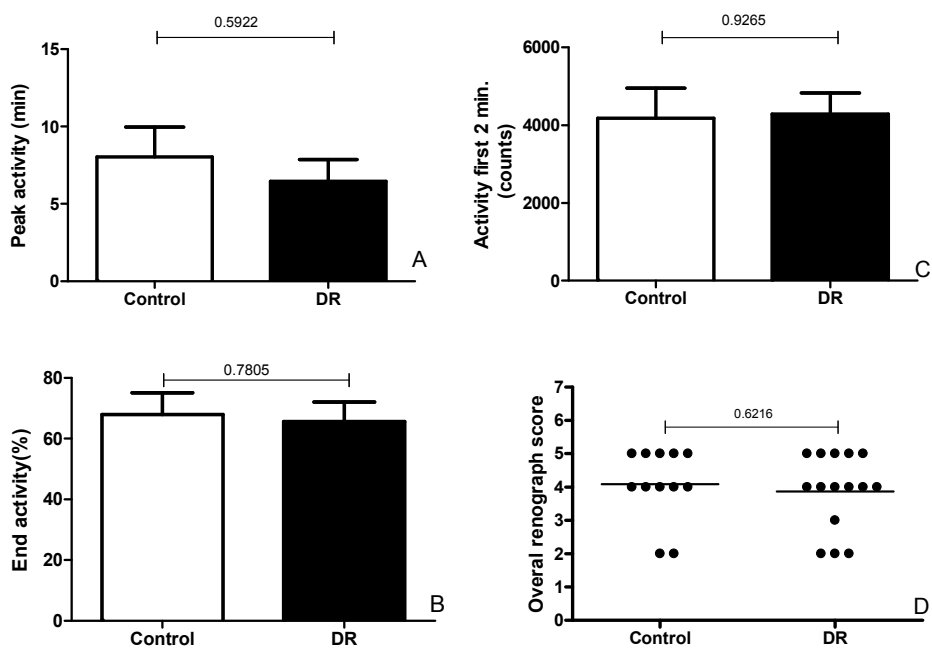 0.5922
15
10
5
0
Peak activity (min)
Control
DR
A
0.9265
6000
4000
2000
0
Activity first 2 min.
(counts)
Control
DR
C
0.7805
80
60
40
20
0
End activity(%)
Control
DR
B
0.6216
7
6
5
4
3
2
1
0
Overal renograph score
Control
DR
D